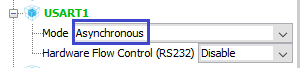 USART1
Mode Asynchronous
Hardware Flow Control (RS232) Disable